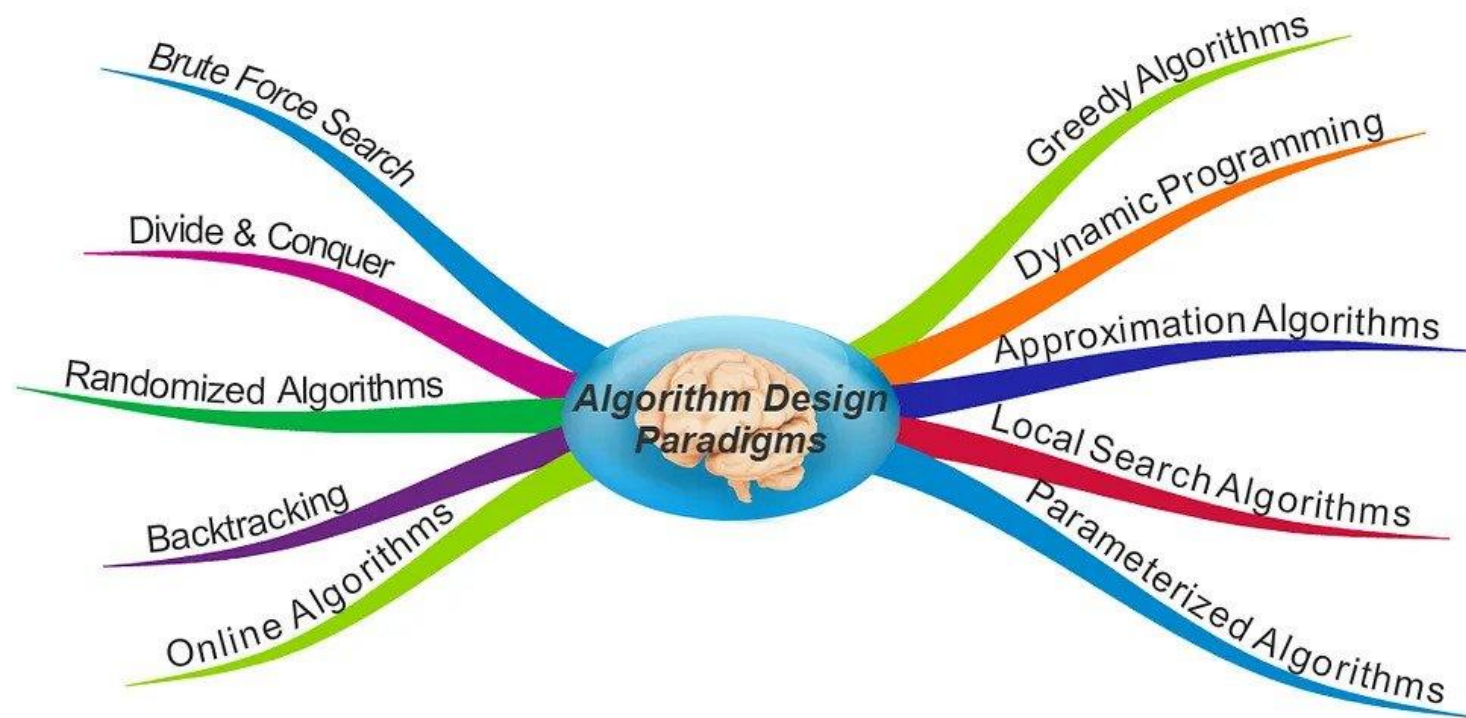 Brute Force Search
Divide & Conquer
Randomized Algorithms
Backtracking
Online Algorithms
Algorithm Design
Paradigms
Greedy Algorithms
Dynamic Programming
Approximation Algorithms
Local Search Algorithms
Parameterized Algorithms